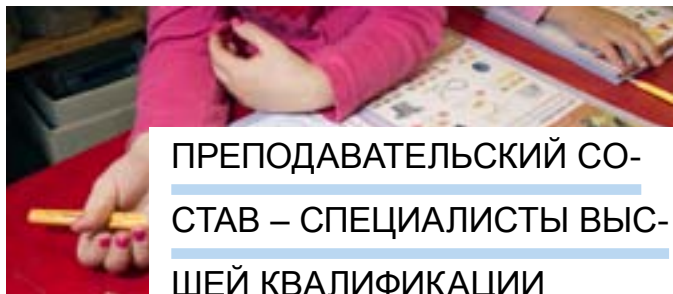 ПРЕПОДАВАТЕЛЬСКИЙ СО-
СТАВ – СПЕЦИАЛИСТЫ ВЫС-
ШЕЙ КВАЛИФИКАЦИИ